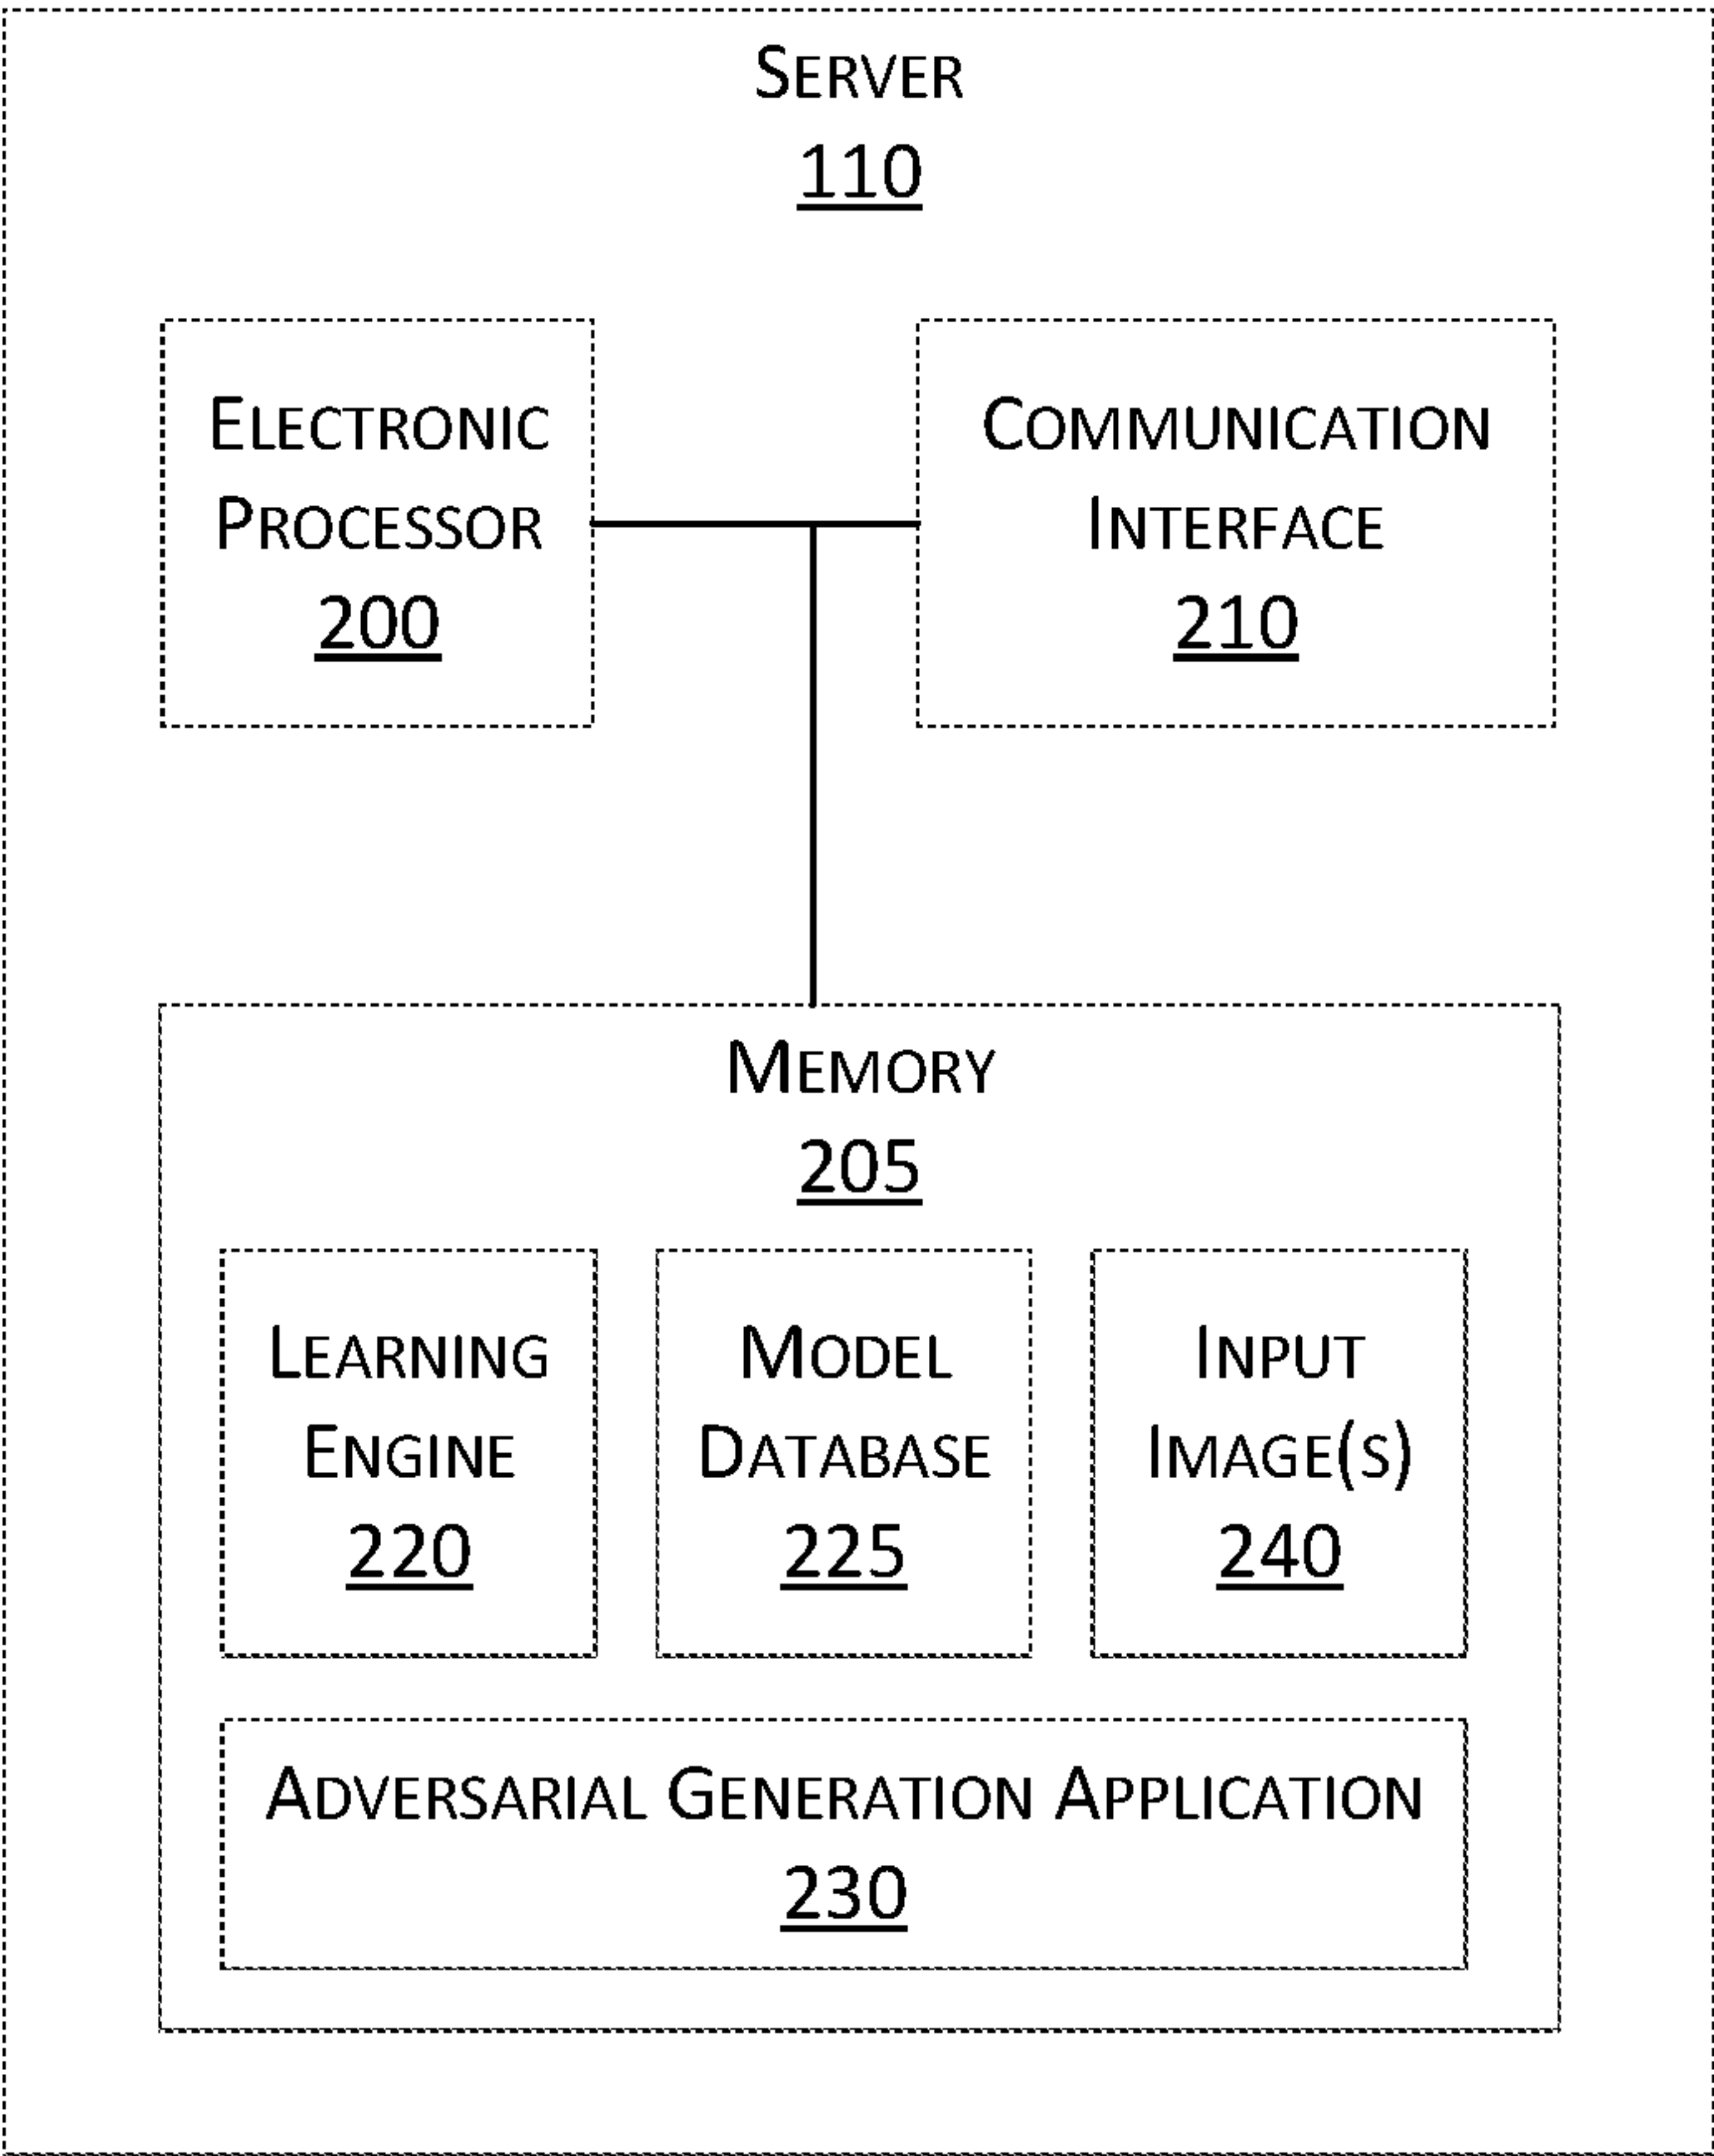 SERVER
110
ELECTRONIC
PROCESSOR
200
COMMUNICATION
INTERFACE
210
MEMORY
205
LEARNING
ENGINE
220
MODEL
DATABASE
225
INPUT
IMAGE(S)
240
ADVERSARIAL GENERATION APPLICATION
230